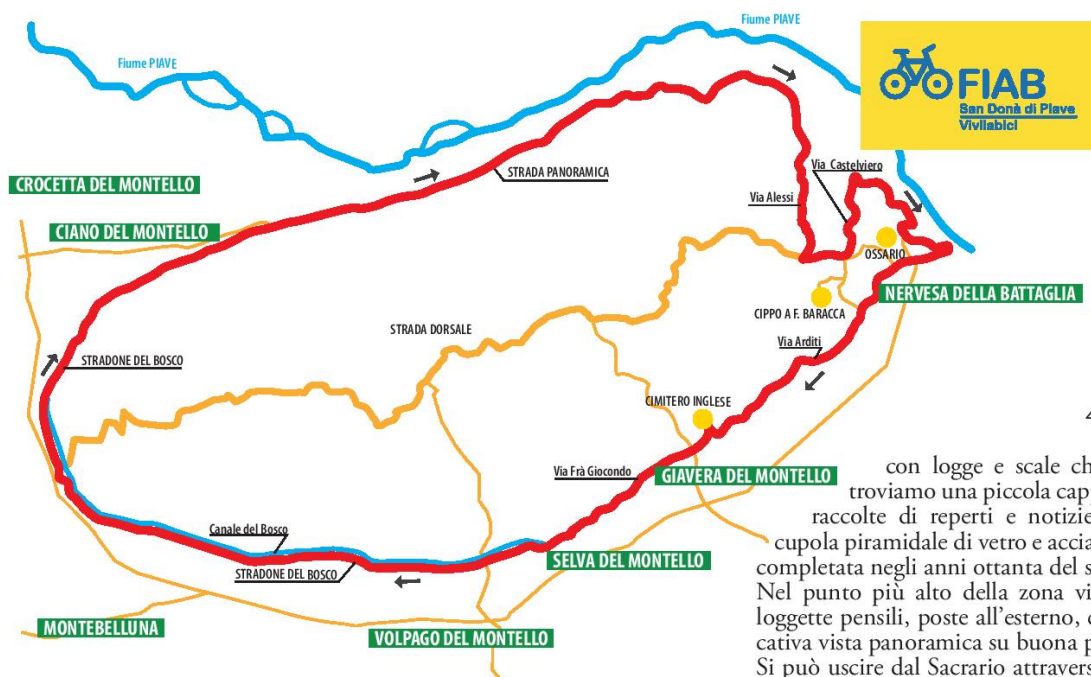 Fiume PIAVE
Fiume PIAVE
FIAB
San Donà di Piave
Vivilabici
CROCETTA DEL MONTELLO
STRADA PANORAMICA
Via Castelviero
Via Alessi
CIANO DEL MONTELLO
OSSARIO
NERVESA DELLA BATTAGLIA
CIPPO A F. BARACCA
STRADA DORSALE
Via Arditi
STRADONE DEL BOSCO
CIMITERO INGLESE
Via Frà Giocondo
GIAVERA DEL MONTELLO
Canale del Bosco
STRADONE DEL BOSCO
SELVA DEL MONTELLO
MONTEBELLUNA
VOLPAGO DEL MONTELLO
con logge e scale ch
troviamo una piccola capp
raccolte di reperti e notizie
cupola piramidale di vetro e accia
completata negli anni ottanta del s
Nel punto più alto della zona vi
loggette pensili, poste all'esterno, c
cativa vista panoramica su buona p
Si può uscire dal Sacrario attravers